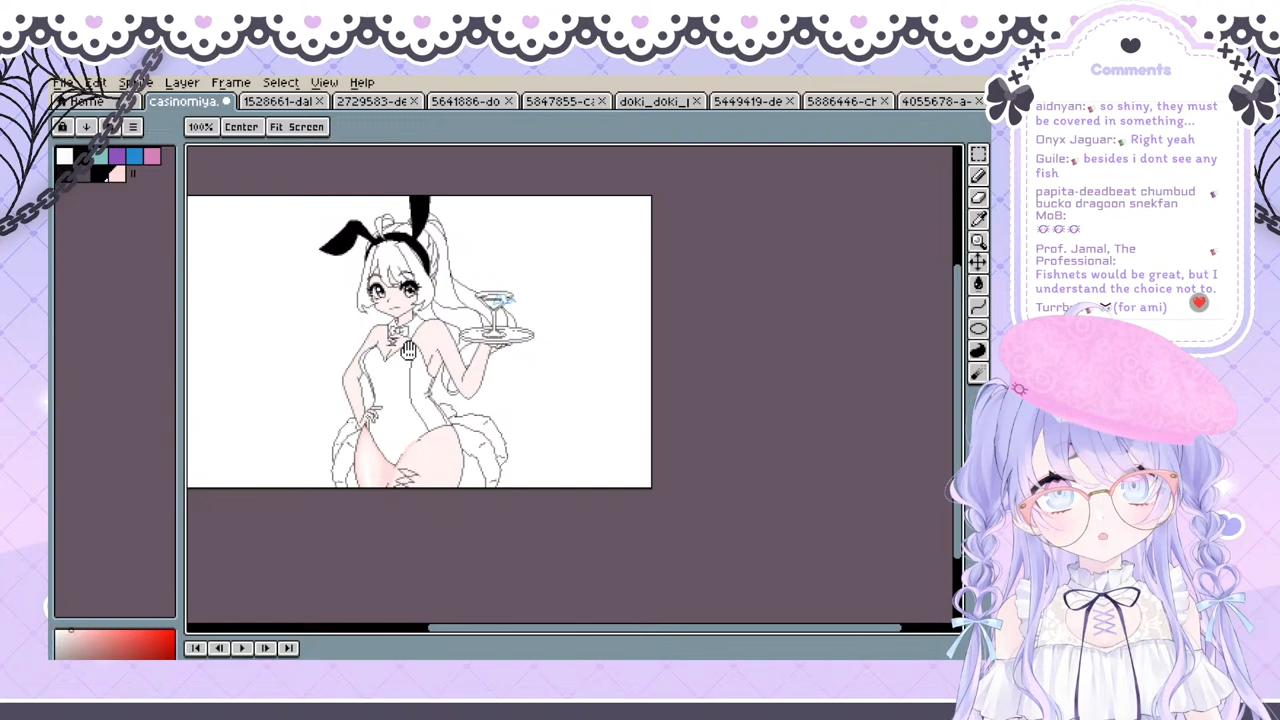 File Edit Sprite Layer Frame Select View Help
Home casinomiya. 1528661-dal 2729583-de 5641886-do 5847855-ca doki_doki_ 5449419-de 5886446-ch 4055678-a-
100% Center Fit Screen
Comments
aidnyan: so shiny, they must
be covered in something...
Onyx Jaguar: Right yeah
Guile: besides i dont see any
fish
papita-deadbeat chumbud
bucko dragoon snekfan
MoB:
Prof. Jamal, The
Professional:
Fishnets would be great, but I
understand the choice not to.
(for ami)